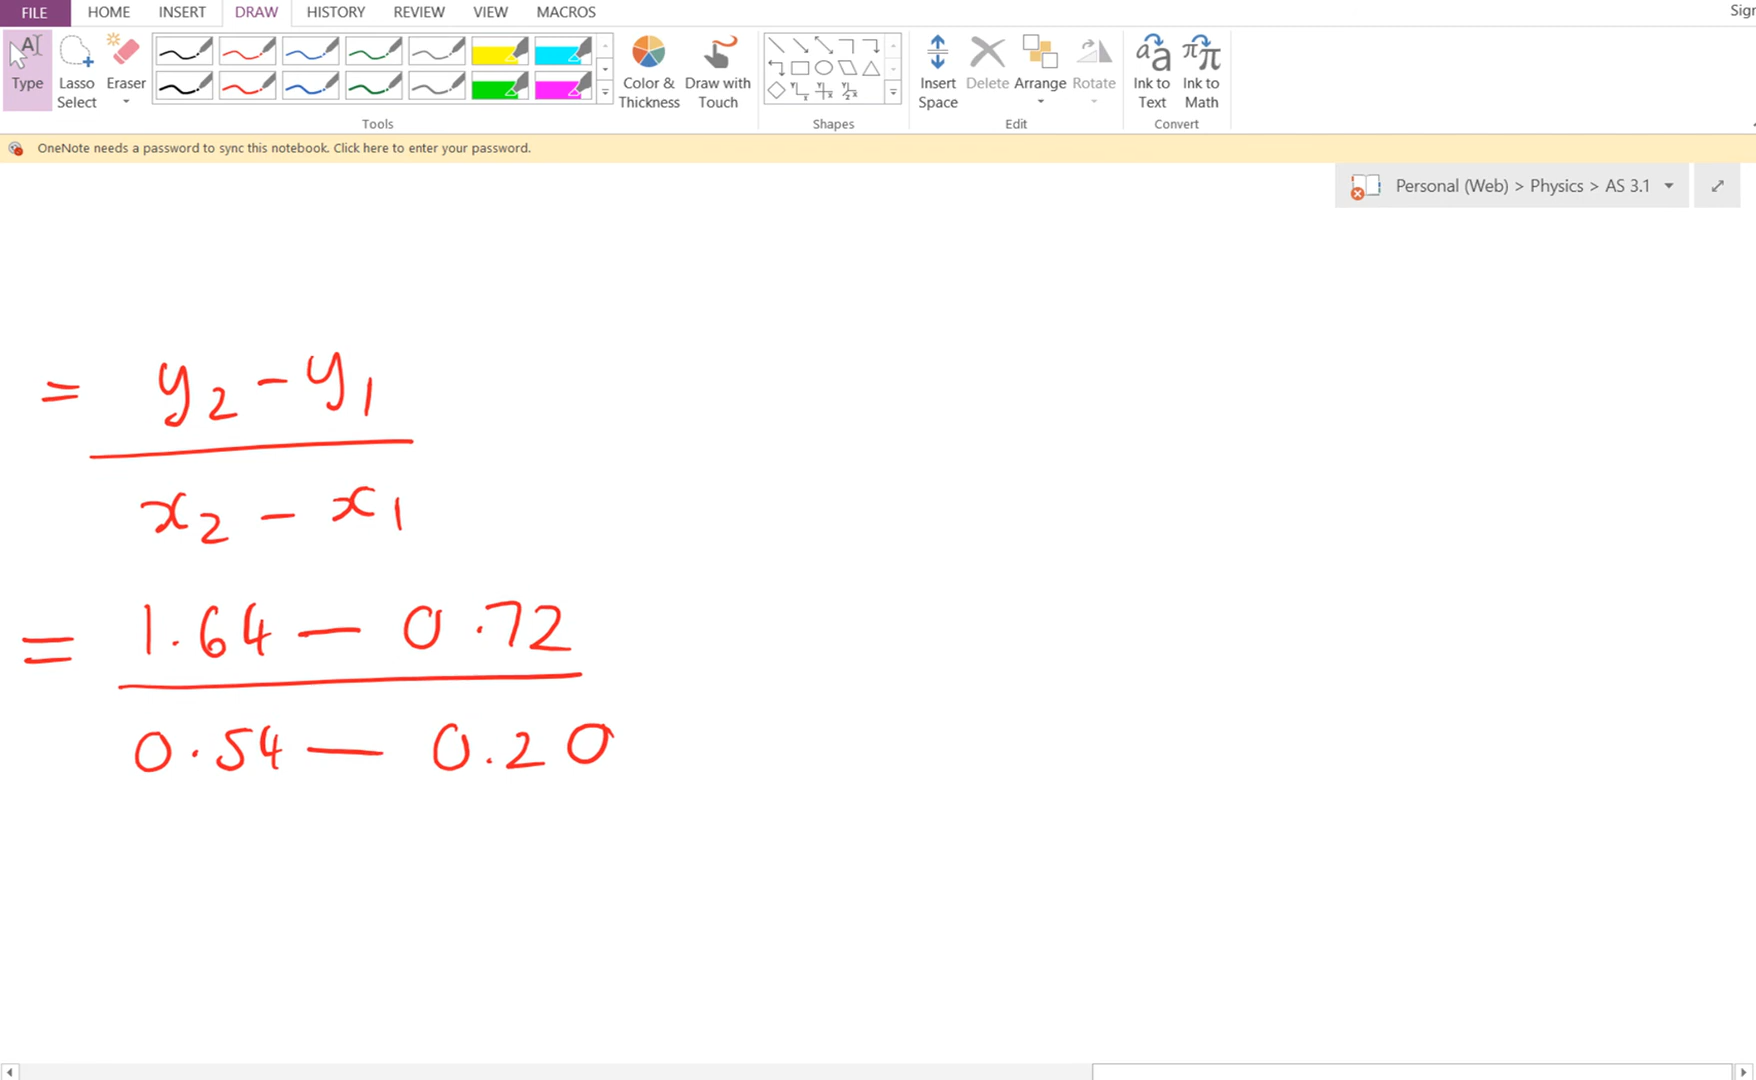 FILE HOME INSERT DRAW HISTORY REVIEW VIEW MACROS
Type
Lasso Select
Eraser
Color & Thickness
Draw with Touch
Insert Space
Delete
Arrange
Rotate
Ink to Text
Ink to Math
Tools Shapes Edit Convert
OneNote needs a password to sync this notebook. Click here to enter your password.
Personal (Web) > Physics > AS 3.1
= y₂ - y₁
x₂ - x₁
= 1.64 - 0.72
0.54 - 0.20